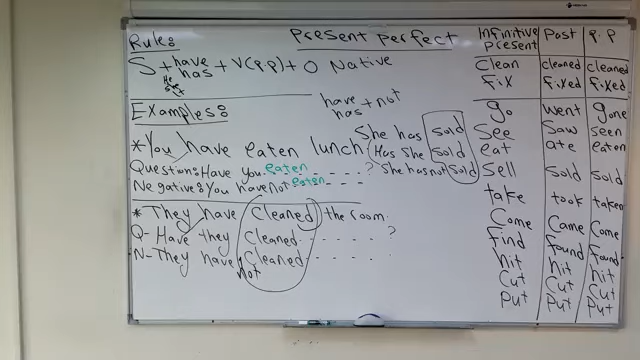 Rule: Present perfect
S + have + V(P.P) + O Native
has
He
She
it
Examples:
have + not
has
* You have eaten lunch.
Question: Have you eaten - - - - ?
Negative: You have not eaten - - - -
She has sold
Has She sold
She has not sold
* They have Cleaned the room.
Q- Have they Cleaned . . . . . ?
N- They have Cleaned . . . . .
not
Infinitive Past P.P
present
Clean cleaned cleaned
fix fixed fixed
go went gone
See Saw seen
eat ate eaten
Sell sold sold
take took taken
Come Came Come
find found found
hit hit hit
Cut Cut Cut
Put Put Put